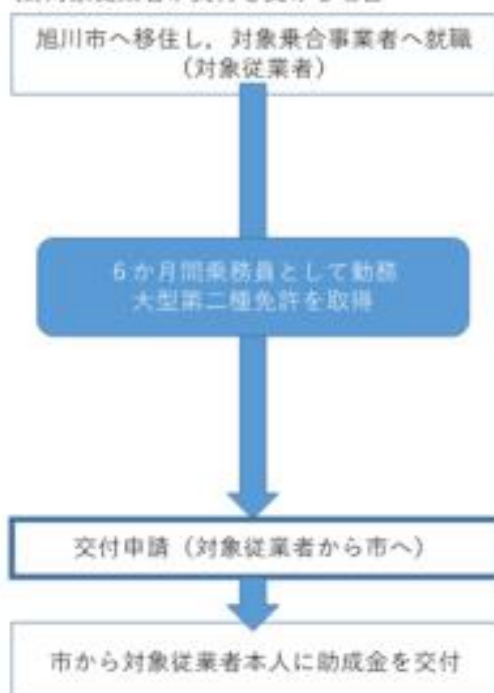 旭川市へ移住し，対象乗合事業者へ就職
（対象従業者）
6か月間乗務員として勤務
大型第二種免許を取得
交付申請（対象従業者から市へ）
市から対象従業者本人に助成金を交付